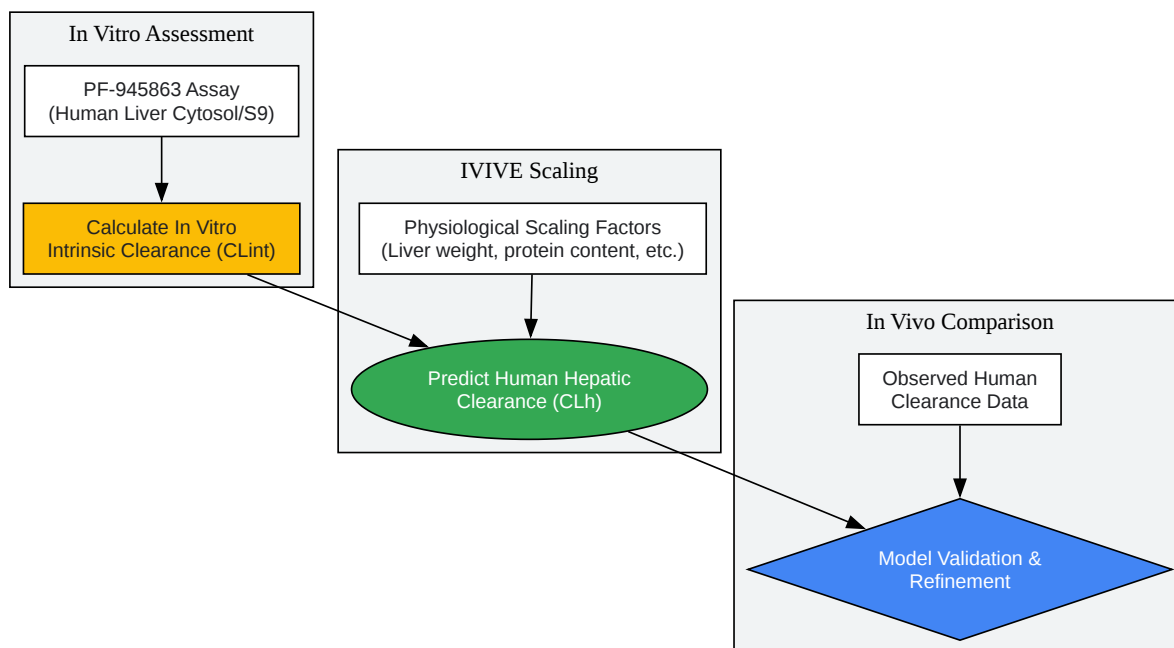 In Vitro Assessment
PF-945863 Assay
(Human Liver Cytosol/S9)
Calculate In Vitro
Intrinsic Clearance (CLint)
IVIVE Scaling
Physiological Scaling Factors
(Liver weight, protein content, etc.)
Predict Human Hepatic
Clearance (CLh)
In Vivo Comparison
Observed Human
Clearance Data
Model Validation &
Refinement